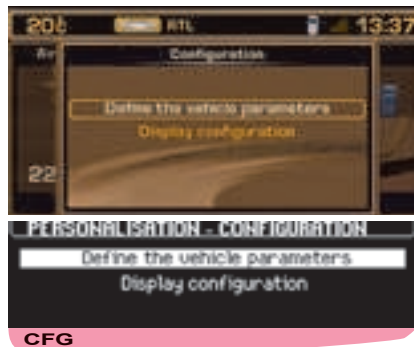 RTL 13:37
Configuration
Define the vehicle parameters
Display configuration
22
PERSONALISATION - CONFIGURATION
Define the vehicle parameters
Display configuration
CFG